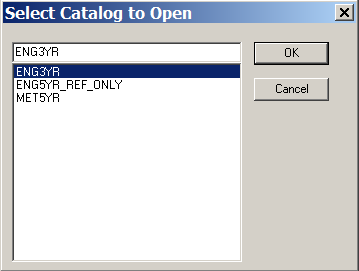 Select Catalog to Open
ENG3YR
OK
ENG3YR
ENG5YR_REF_ONLY
MET5YR
Cancel